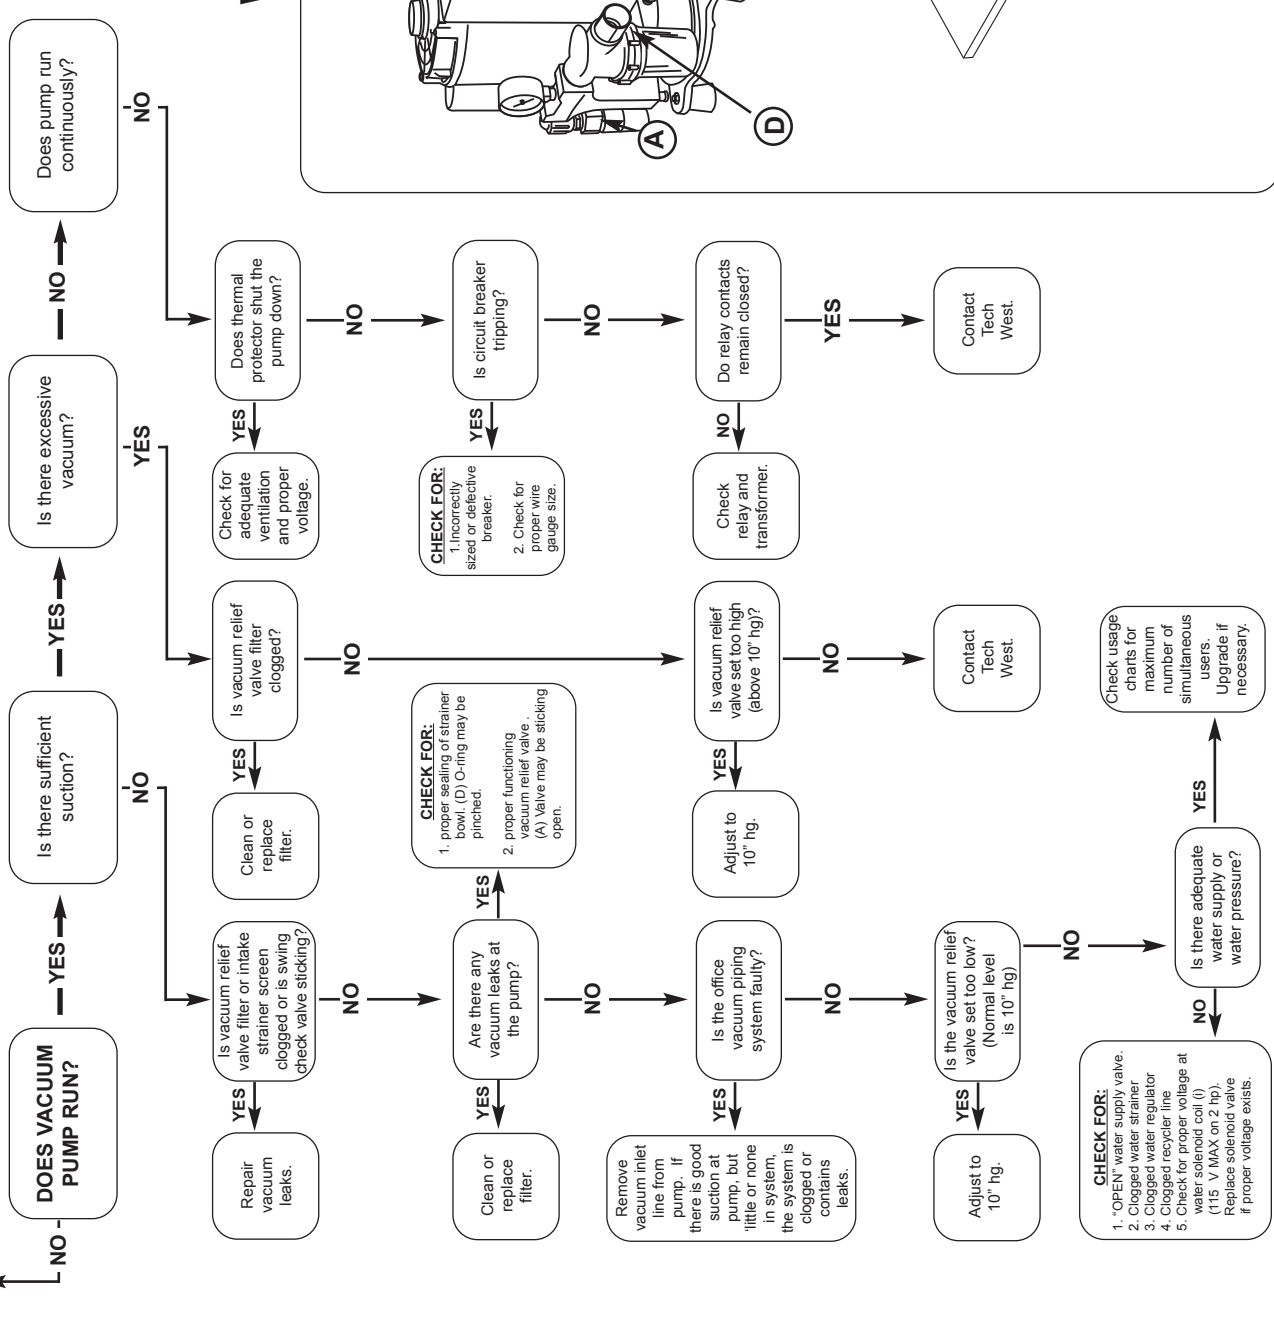 DOES VACUUM
PUMP RUN?
NO
YES
Is there sufficient
suction?
YES
Is there excessive
vacuum?
NO
Does pump run
continuously?
NO
YES
NO
Is vacuum relief
valve filter or intake
strainer screen
clogged or is swing
check valve sticking?
YES
Repair
vacuum
leaks.
NO
Are there any
vacuum leaks at
the pump?
YES
Clean or
replace
filter.
YES
CHECK FOR:
1. proper sealing of strainer
bowl. (D) O-ring may be
pinched.
2. proper functioning
vacuum relief valve .
(A) Valve may be sticking
open.
NO
Is the office
vacuum piping
system faulty?
YES
Remove
vacuum inlet
line from
pump. If
there is good
suction at
pump, but
'little or none
in system,
the system is
clogged or
contains
leaks.
NO
Is the vacuum relief
valve set too low?
(Normal level
is 10” hg)
YES
Adjust to
10” hg.
NO
Is there adequate
water supply or
water pressure?
NO
CHECK FOR:
1. “OPEN” water supply valve.
2. Clogged water strainer
3. Clogged water regulator
4. Clogged recycler line
5. Check for proper voltage at
water solenoid coil (i)
(115 V MAX on 2 hp).
Replace solenoid valve
if proper voltage exists.
YES
Check usage
charts for
maximum
number of
simultaneous
users.
Upgrade if
necessary.
Is vacuum relief
valve filter
clogged?
YES
Clean or
replace
filter.
NO
Is vacuum relief
valve set too high
(above 10” hg)?
YES
Adjust to
10” hg.
NO
Contact
Tech
West.
Does thermal
protector shut the
pump down?
YES
Check for
adequate
ventilation
and proper
voltage.
NO
Is circuit breaker
tripping?
YES
CHECK FOR:
1.Incorrectly
sized or defective
breaker.
2. Check for
proper wire
gauge size.
NO
Do relay contacts
remain closed?
NO
Check
relay and
transformer.
YES
Contact
Tech
West.
A
D